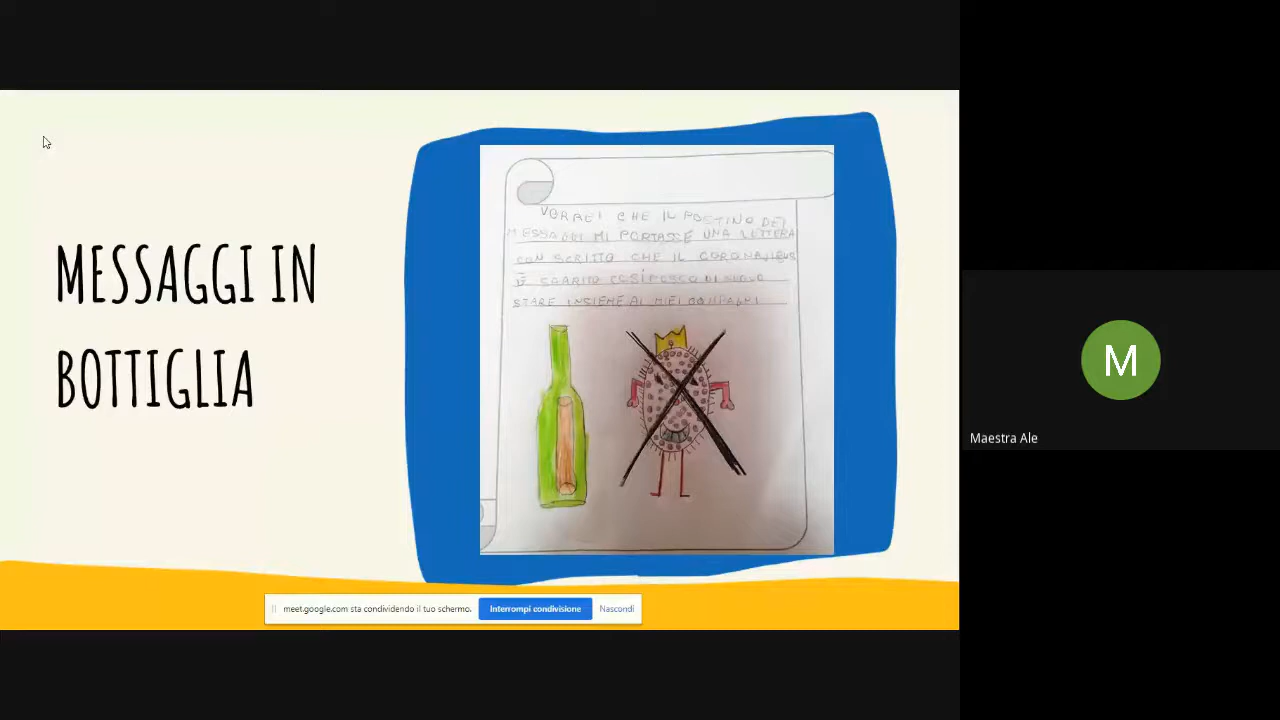 MESSAGGI IN
BOTTIGLIA
VORREI CHE IL POSTINO DEI
MESSAGGI MI PORTASSE UNA LETTERA
CON SCRITTO CHE IL CORONAVIRUS
È SPARITO COSÌ POSSO DI NUOVO
STARE INSIEME AI MIEI COMPAGNI
meet.google.com sta condividendo il tuo schermo.
Interrompi condivisione
Nascondi
M
Maestra Ale